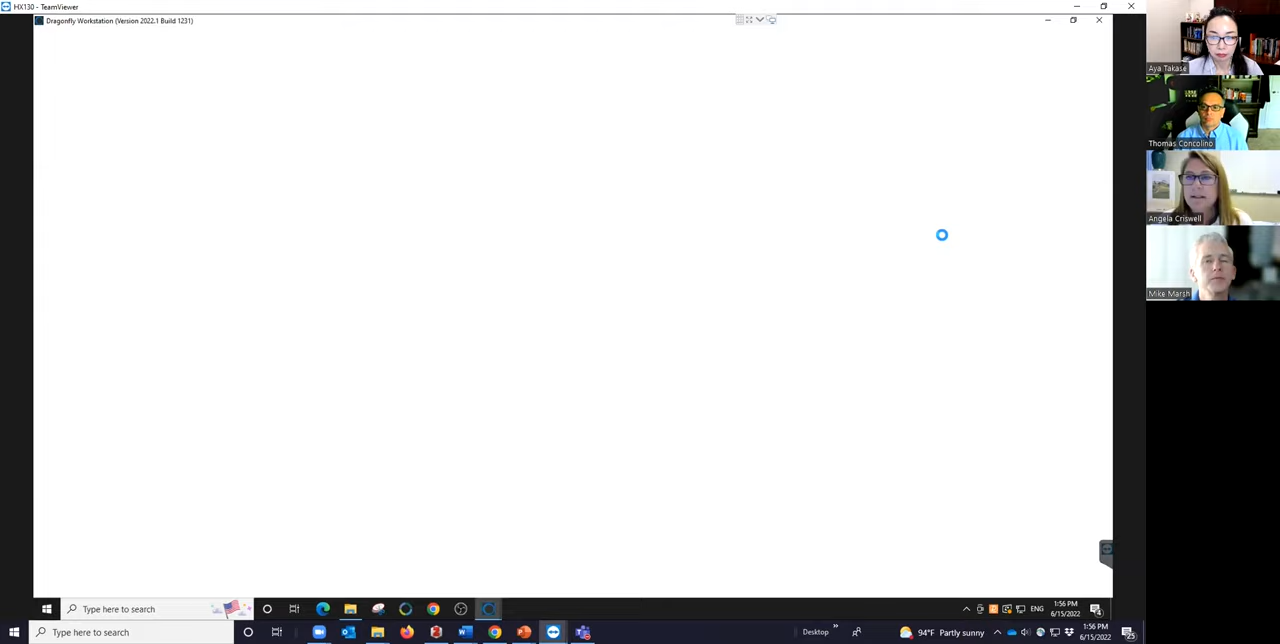 HX130 - TeamViewer
Dragonfly Workstation (Version 2022.1 Build 1231)
Aya Takase
Thomas Concolino
Angela Criswell
Mike Marsh
Type here to search
ENG
1:56 PM
6/15/2022
Type here to search
Desktop
94°F Partly sunny
1:56 PM
6/15/2022
25